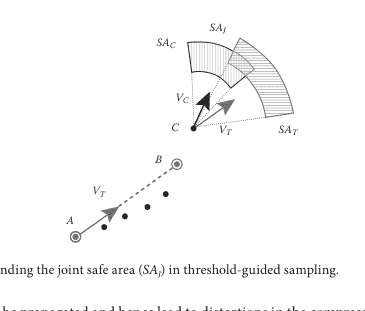 SA_J
SA_C
V_C
C
V_T
SA_T
B
V_T
A
nding the joint safe area (SA_J) in threshold-guided sampling.